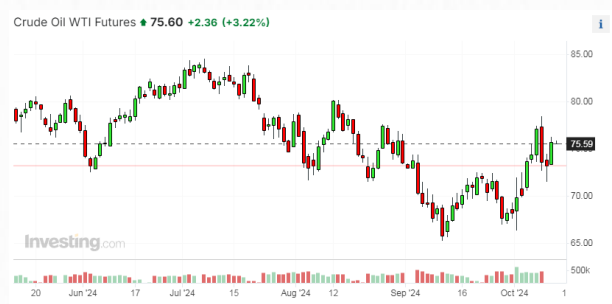 Crude Oil WTI Futures 75.60 +2.36 (+3.22%)
i
85.00
80.00
75.59
70.00
65.00
Investing.com
500k
20 Jun '24 17 Jul '24 15 Aug '24 12 Sep '24 16 Oct '24 1